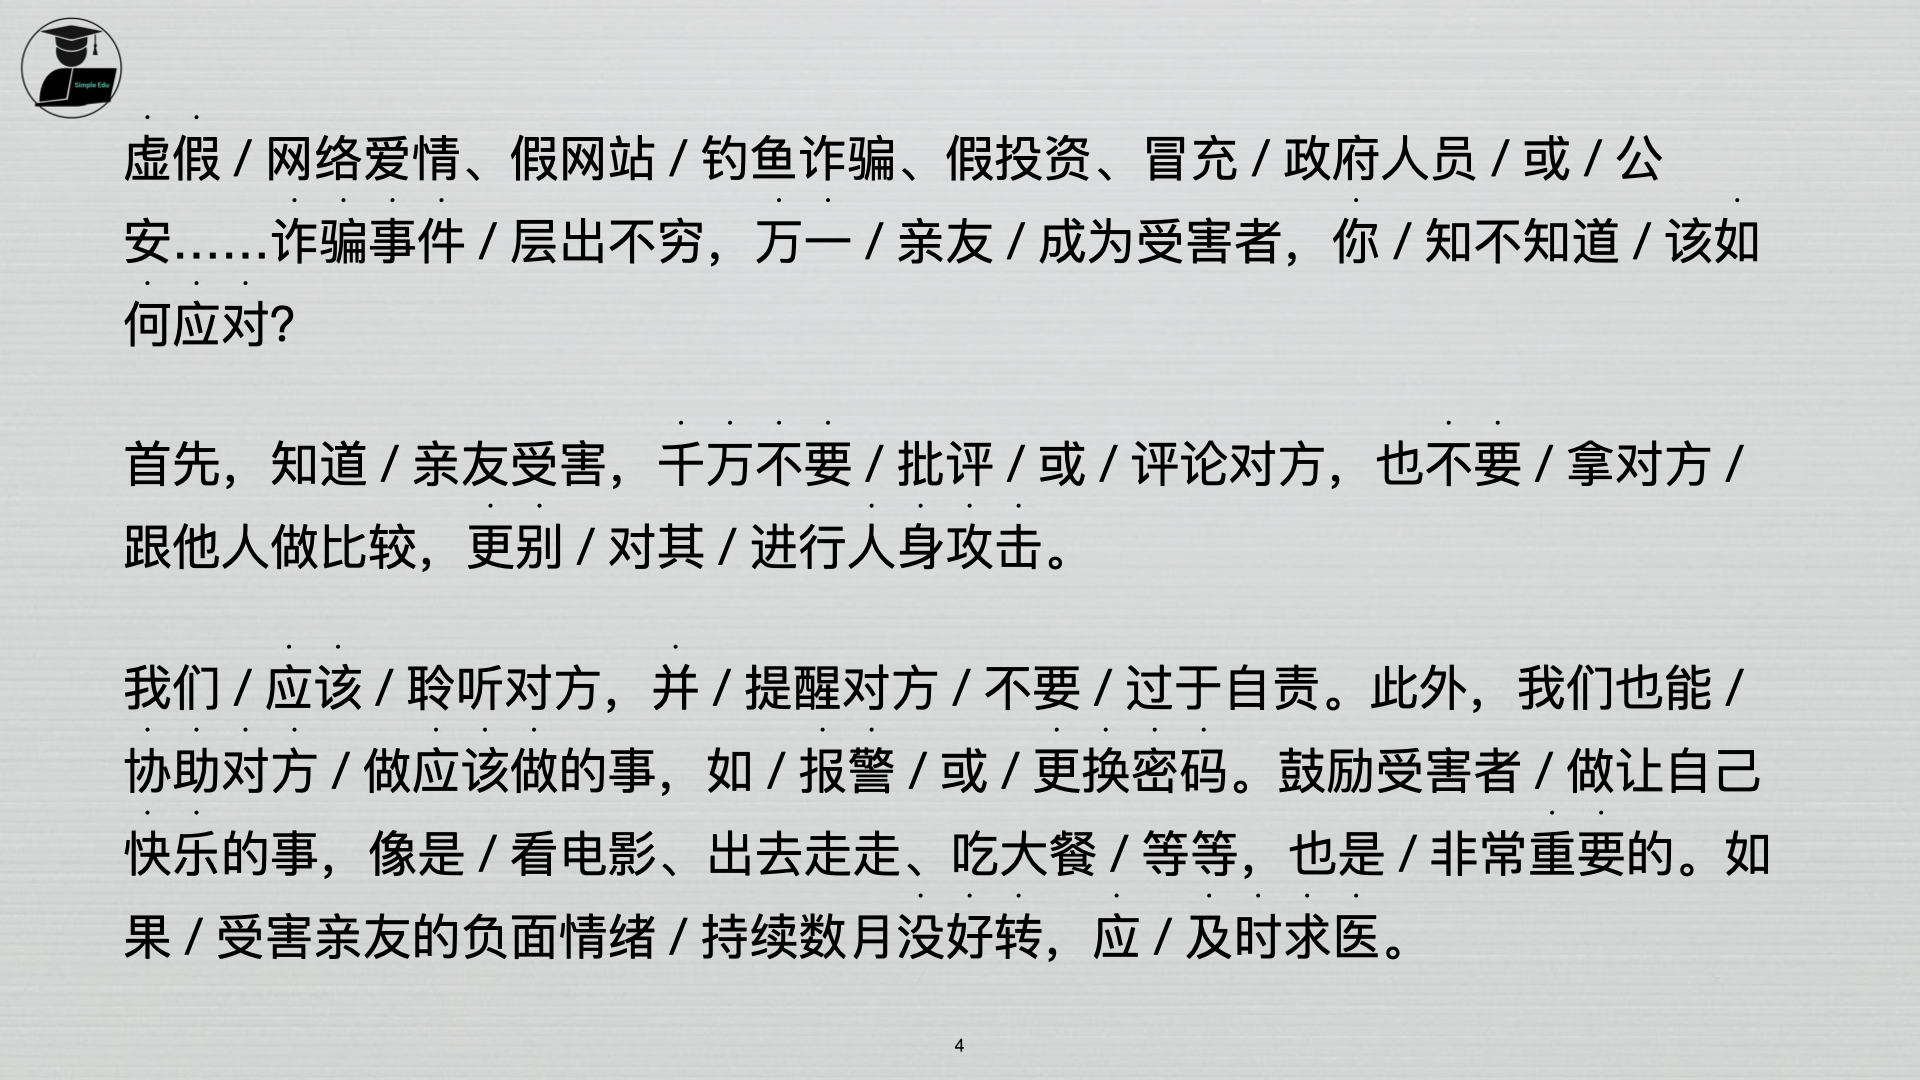 Simple Edu
虚假 / 网络爱情、假网站 / 钓鱼诈骗、假投资、冒充 / 政府人员 / 或 / 公
安……诈骗事件 / 层出不穷，万一 / 亲友 / 成为受害者，你 / 知不知道 / 该如
何应对？
首先，知道 / 亲友受害，千万不要 / 批评 / 或 / 评论对方，也不要 / 拿对方 /
跟他人做比较，更别 / 对其 / 进行人身攻击。
我们 / 应该 / 聆听对方，并 / 提醒对方 / 不要 / 过于自责。此外，我们也能 /
协助对方 / 做应该做的事，如 / 报警 / 或 / 更换密码。鼓励受害者 / 做让自己
快乐的事，像是 / 看电影、出去走走、吃大餐 / 等等，也是 / 非常重要的。如
果 / 受害亲友的负面情绪 / 持续数月没好转，应 / 及时求医。
4